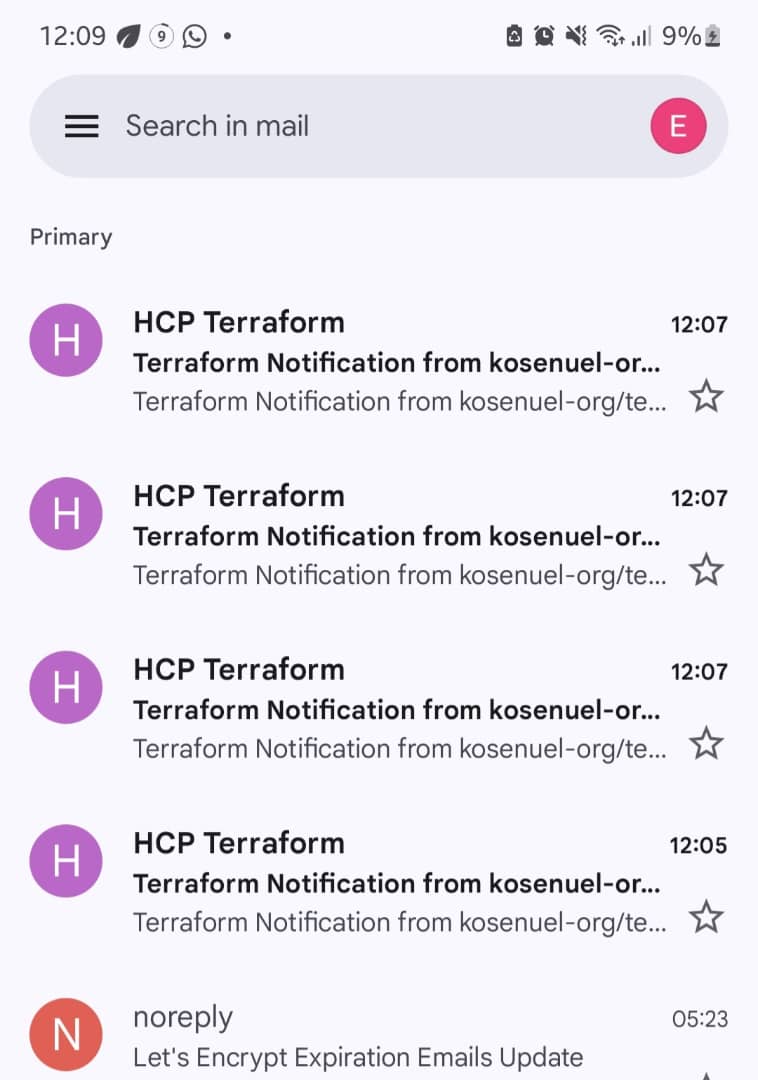 12:09 9 9%
Search in mail E
Primary
H HCP Terraform 12:07
Terraform Notification from kosenuel-or...
Terraform Notification from kosenuel-org/te...
H HCP Terraform 12:07
Terraform Notification from kosenuel-or...
Terraform Notification from kosenuel-org/te...
H HCP Terraform 12:07
Terraform Notification from kosenuel-or...
Terraform Notification from kosenuel-org/te...
H HCP Terraform 12:05
Terraform Notification from kosenuel-or...
Terraform Notification from kosenuel-org/te...
N noreply 05:23
Let's Encrypt Expiration Emails Update